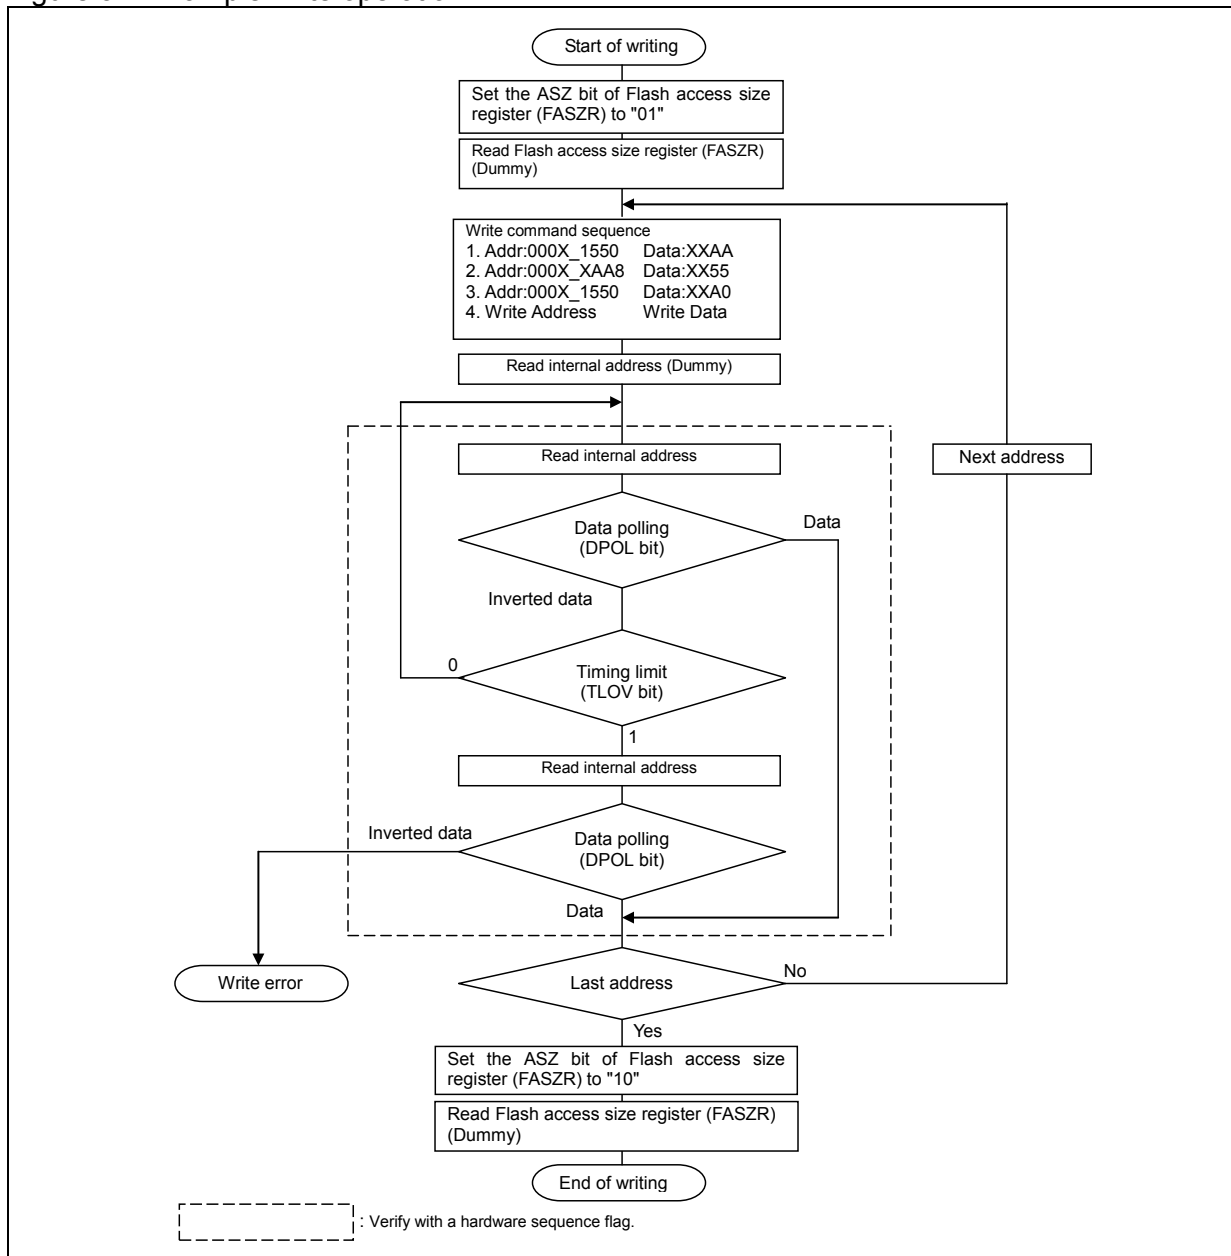 Start of writing
Set the ASZ bit of Flash access size
register (FASZR) to "01"
Read Flash access size register (FASZR)
(Dummy)
Write command sequence
1. Addr:000X_1550 Data:XXAA
2. Addr:000X_XAA8 Data:XX55
3. Addr:000X_1550 Data:XXA0
4. Write Address Write Data
Read internal address (Dummy)
Read internal address
Next address
Data polling
(DPOL bit)
Data
Inverted data
Timing limit
(TLOV bit)
0
1
Read internal address
Inverted data
Data polling
(DPOL bit)
Data
Write error
Last address
No
Yes
Set the ASZ bit of Flash access size
register (FASZR) to "10"
Read Flash access size register (FASZR)
(Dummy)
End of writing
: Verify with a hardware sequence flag.